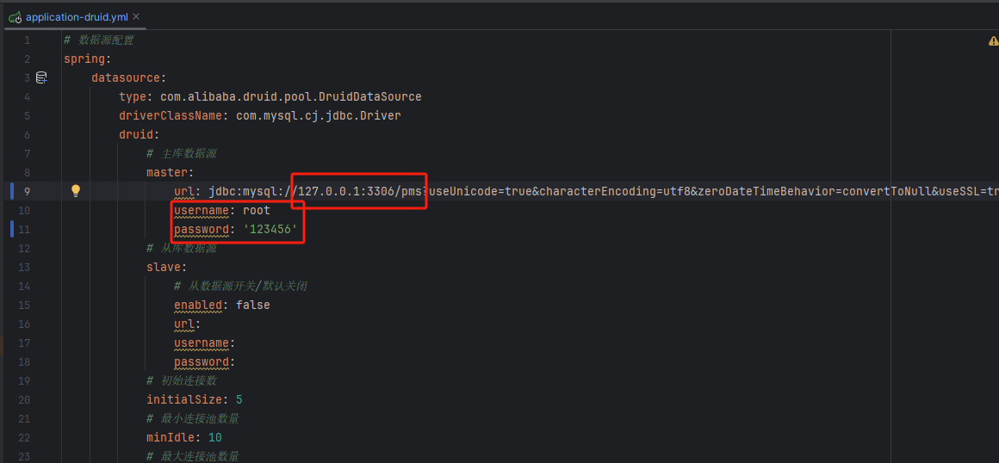 application-druid.yml
1 # 数据源配置
2 spring:
3 datasource:
4 type: com.alibaba.druid.pool.DruidDataSource
5 driverClassName: com.mysql.cj.jdbc.Driver
6 druid:
7 # 主库数据源
8 master:
9 url: jdbc:mysql://127.0.0.1:3306/pms?useUnicode=true&characterEncoding=utf8&zeroDateTimeBehavior=convertToNull&useSSL=tr
10 username: root
11 password: '123456'
12 # 从库数据源
13 slave:
14 # 从数据源开关/默认关闭
15 enabled: false
16 url:
17 username:
18 password:
19 # 初始连接数
20 initialSize: 5
21 # 最小连接池数量
22 minIdle: 10
23 # 最大连接池数量